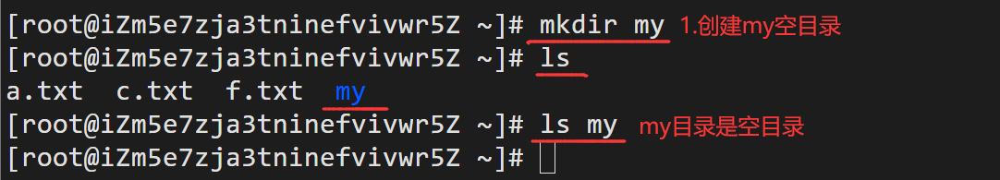 [root@iZm5e7zja3tninefvivwr5Z ~]# mkdir my 1.创建my空目录
[root@iZm5e7zja3tninefvivwr5Z ~]# ls
a.txt c.txt f.txt my
[root@iZm5e7zja3tninefvivwr5Z ~]# ls my my目录是空目录
[root@iZm5e7zja3tninefvivwr5Z ~]#